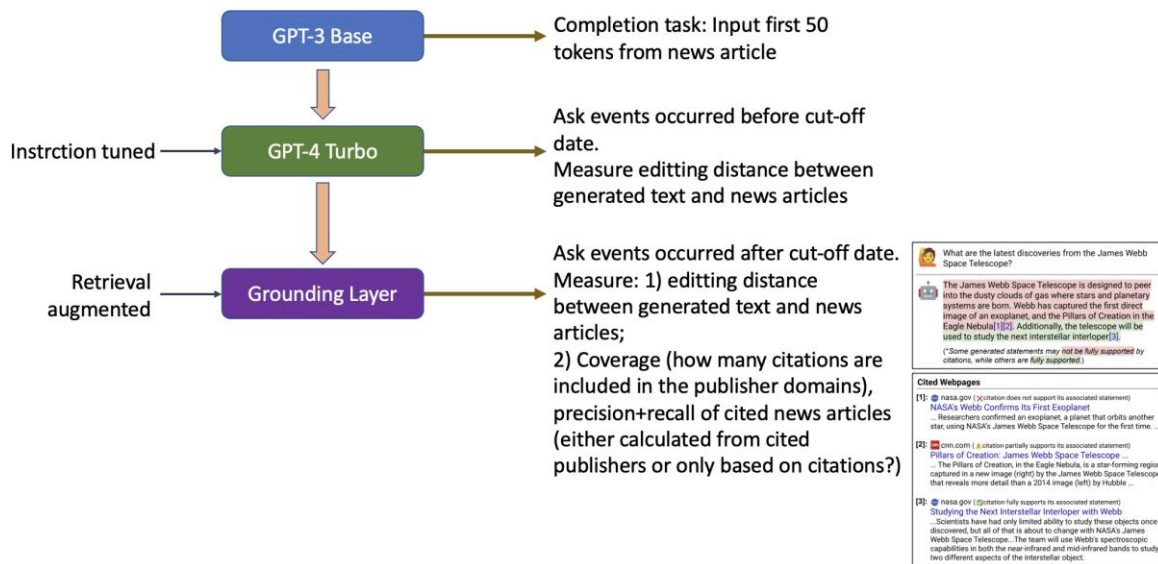 GPT-3 Base
Completion task: Input first 50
tokens from news article
Instrction tuned
GPT-4 Turbo
Ask events occurred before cut-off
date.
Measure editting distance between
generated text and news articles
Retrieval
augmented
Grounding Layer
Ask events occurred after cut-off date.
Measure: 1) editting distance
between generated text and news
articles;
2) Coverage (how many citations are
included in the publisher domains),
precision+recall of cited news articles
(either calculated from cited
publishers or only based on citations?)
What are the latest discoveries from the James Webb
Space Telescope?
The James Webb Space Telescope is designed to peer
into the dusty clouds of gas where stars and planetary
systems are born. Webb has captured the first direct
image of an exoplanet, and the Pillars of Creation in the
Eagle Nebula[1][2]. Additionally, the telescope will be
used to study the next interstellar interloper[3].
(*Some generated statements may not be fully supported by
citations, while others are fully supported.)
Cited Webpages
[1]: nasa.gov (❌citation does not support its associated statement)
NASA's Webb Confirms Its First Exoplanet
... Researchers confirmed an exoplanet, a planet that orbits another
star, using NASA's James Webb Space Telescope for the first time. ...
[2]: CNN cnn.com (⚠️citation partially supports its associated statement)
Pillars of Creation: James Webb Space Telescope ...
... The Pillars of Creation, in the Eagle Nebula, is a star-forming region
captured in a new image (right) by the James Webb Space Telescope
that reveals more detail than a 2014 image (left) by Hubble ...
[3]: nasa.gov (✅citation fully supports its associated statement)
Studying the Next Interstellar Interloper with Webb
...Scientists have had only limited ability to study these objects once
discovered, but all of that is about to change with NASA's James
Webb Space Telescope...The team will use Webb's spectroscopic
capabilities in both the near-infrared and mid-infrared bands to study
two different aspects of the interstellar object.